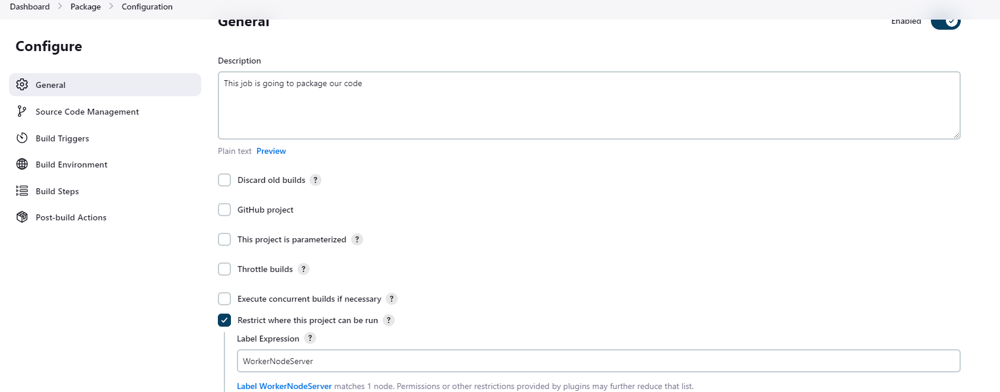 Dashboard > Package > Configuration
Configure
General
Source Code Management
Build Triggers
Build Environment
Build Steps
Post-build Actions
General
Enabled
Description
This job is going to package our code
Plain text Preview
Discard old builds ?
GitHub project
This project is parameterized ?
Throttle builds ?
Execute concurrent builds if necessary ?
Restrict where this project can be run ?
Label Expression ?
WorkerNodeServer
Label WorkerNodeServer matches 1 node. Permissions or other restrictions provided by plugins may further reduce that list.